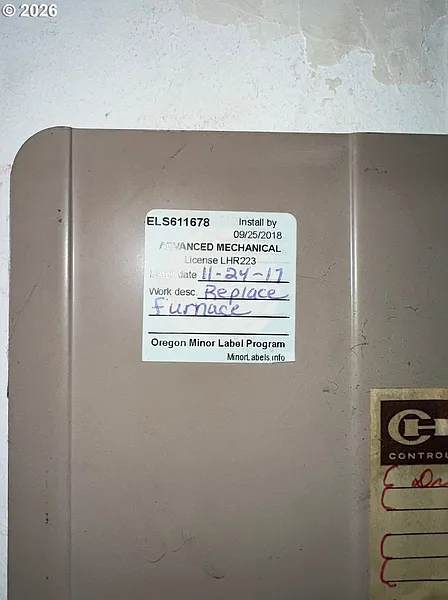 © 2026
ELS611678 Install by
09/25/2018
ADVANCED MECHANICAL
License LHR223
date 11-24-17
Work desc. Replace
furnace
Oregon Minor Label Program
MinorLabels.info
CONTROL